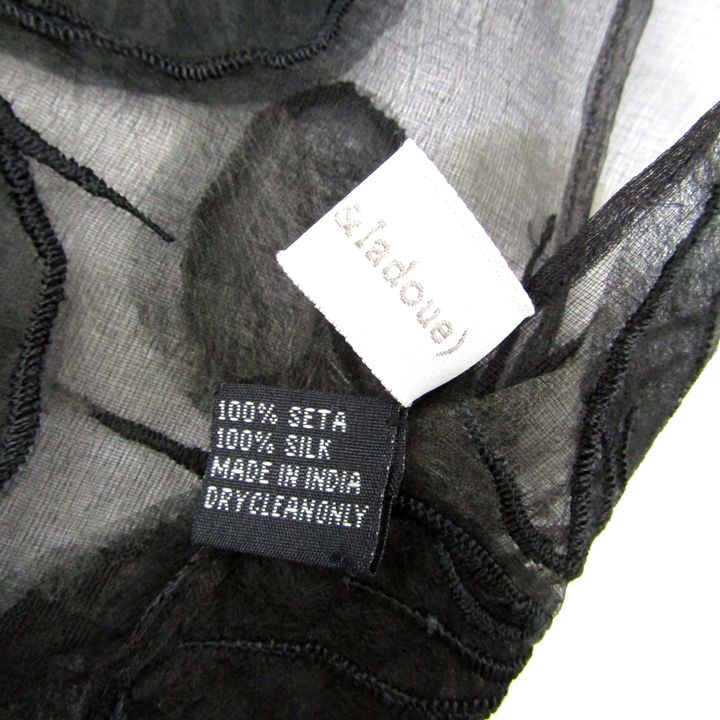 &ladoue)
100% SETA
100% SILK
MADE IN INDIA
DRYCLEANONLY